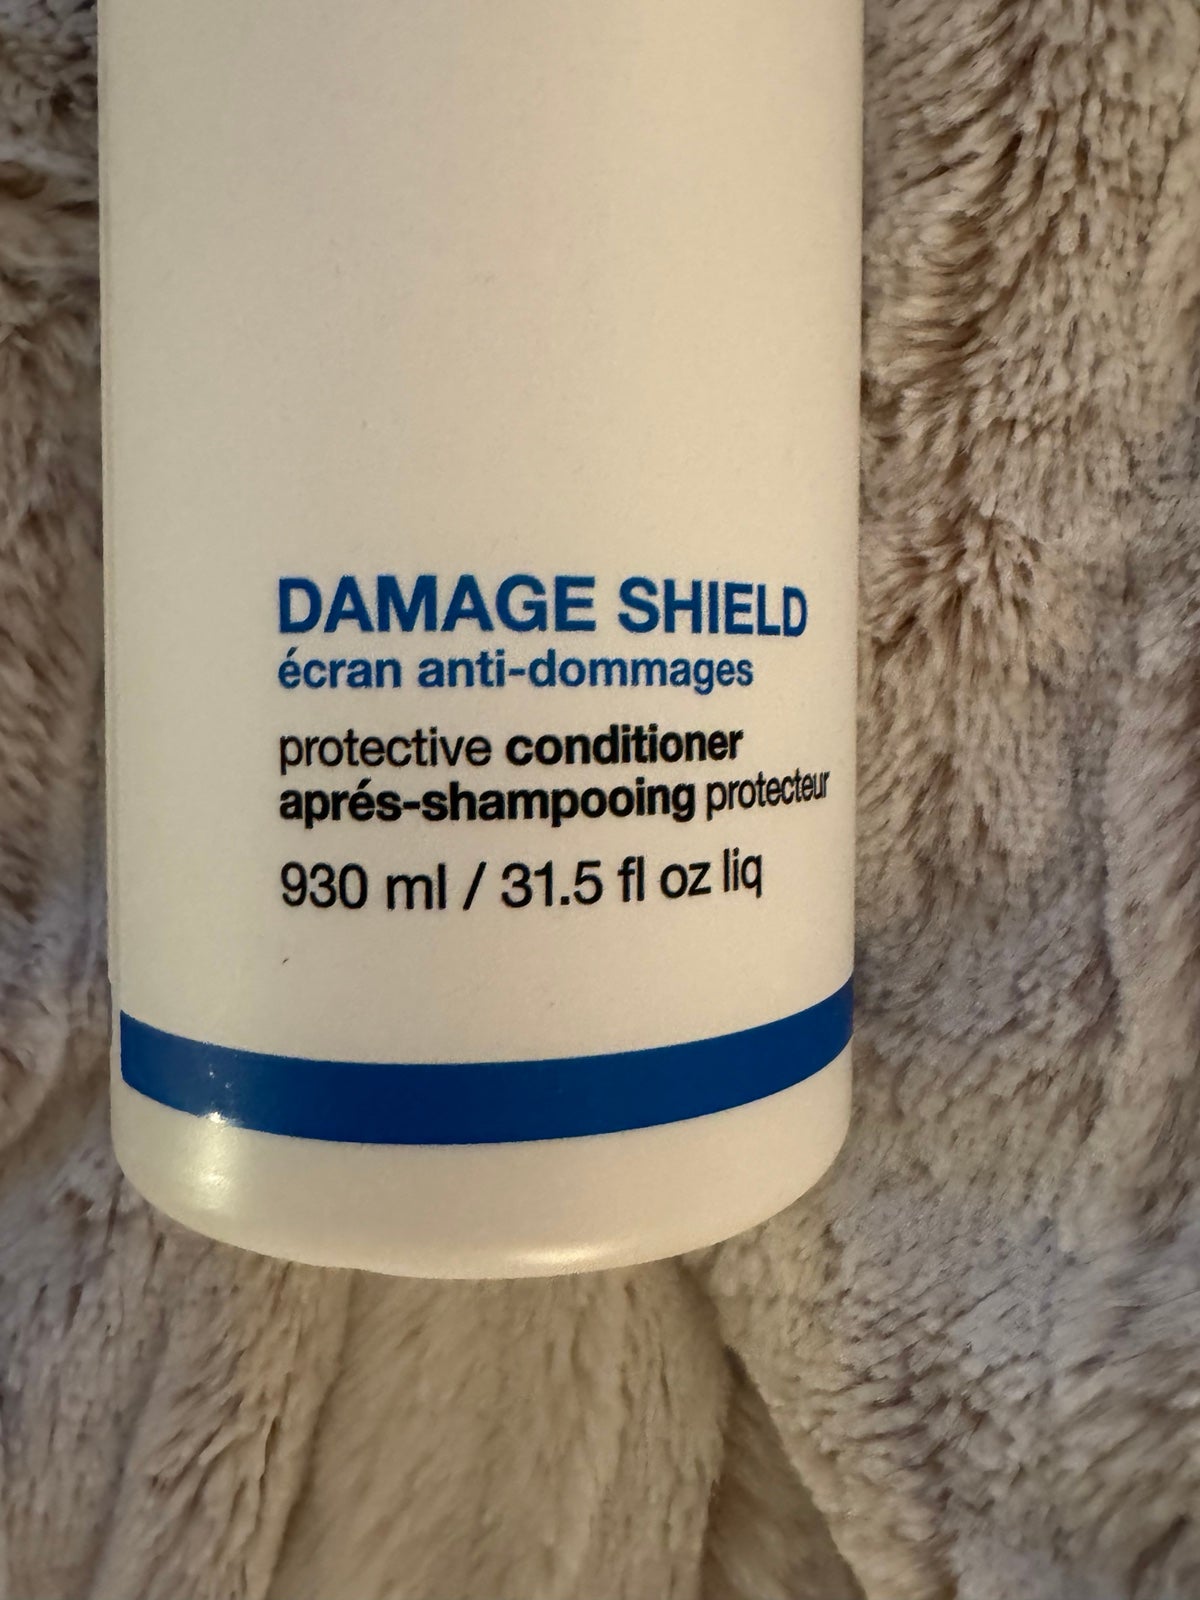 DAMAGE SHIELD
écran anti-dommages
protective conditioner
aprés-shampooing protecteur
930 ml / 31.5 fl oz liq